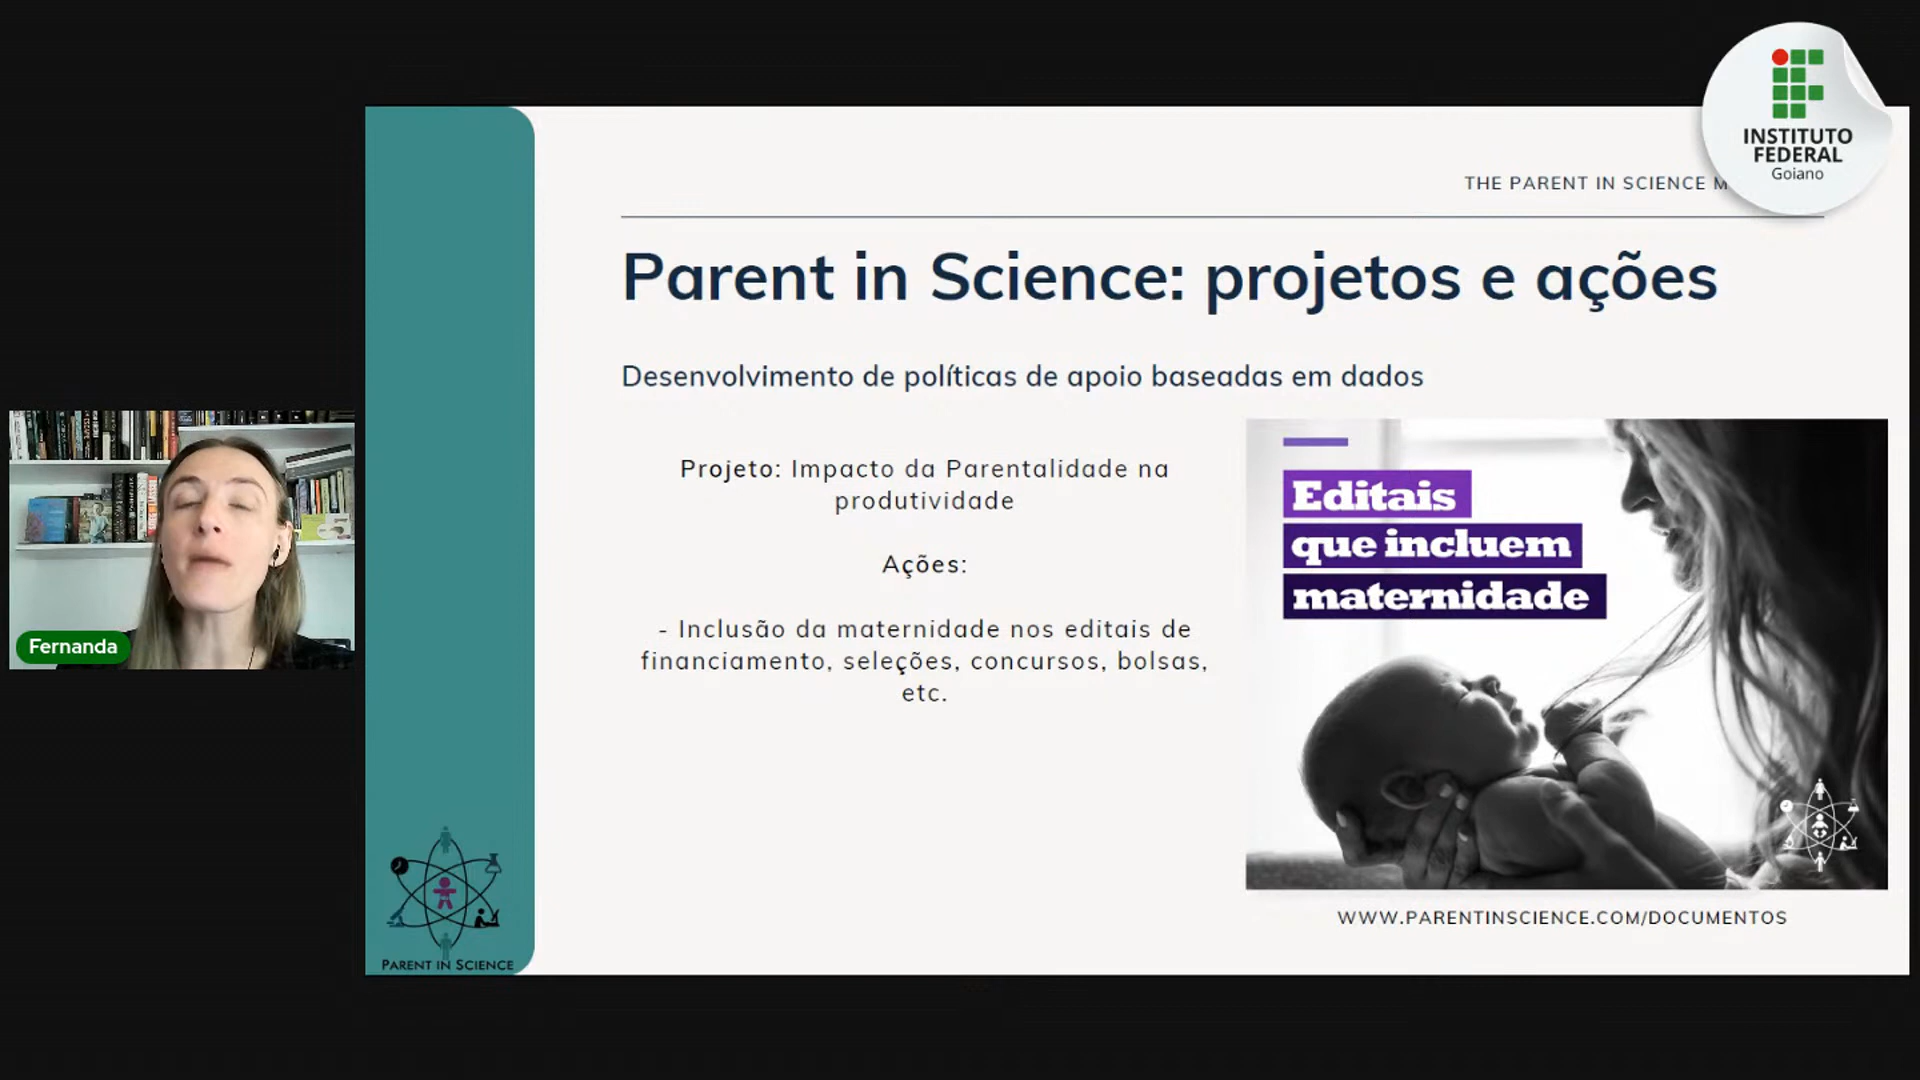 INSTITUTO
FEDERAL
Goiano
THE PARENT IN SCIENCE
Parent in Science: projetos e ações
Desenvolvimento de políticas de apoio baseadas em dados
Projeto: Impacto da Parentalidade na
produtividade
Ações:
- Inclusão da maternidade nos editais de
financiamento, seleções, concursos, bolsas,
etc.
Editais
que incluem
maternidade
WWW.PARENTINSCIENCE.COM/DOCUMENTOS
Fernanda
PARENT IN SCIENCE